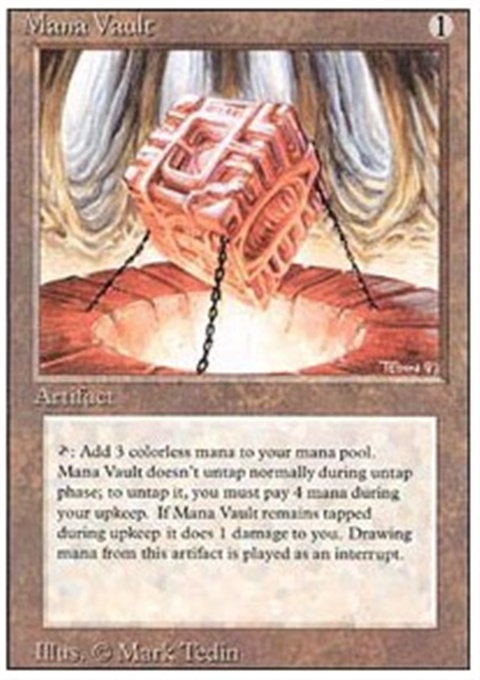 Mana Vault 1
Artifact
: Add 3 colorless mana to your mana pool.
Mana Vault doesn't untap normally during untap
phase; to untap it, you must pay 4 mana during
your upkeep. If Mana Vault remains tapped
during upkeep it does 1 damage to you. Drawing
mana from this artifact is played as an interrupt.
Illus. © Mark Tedin